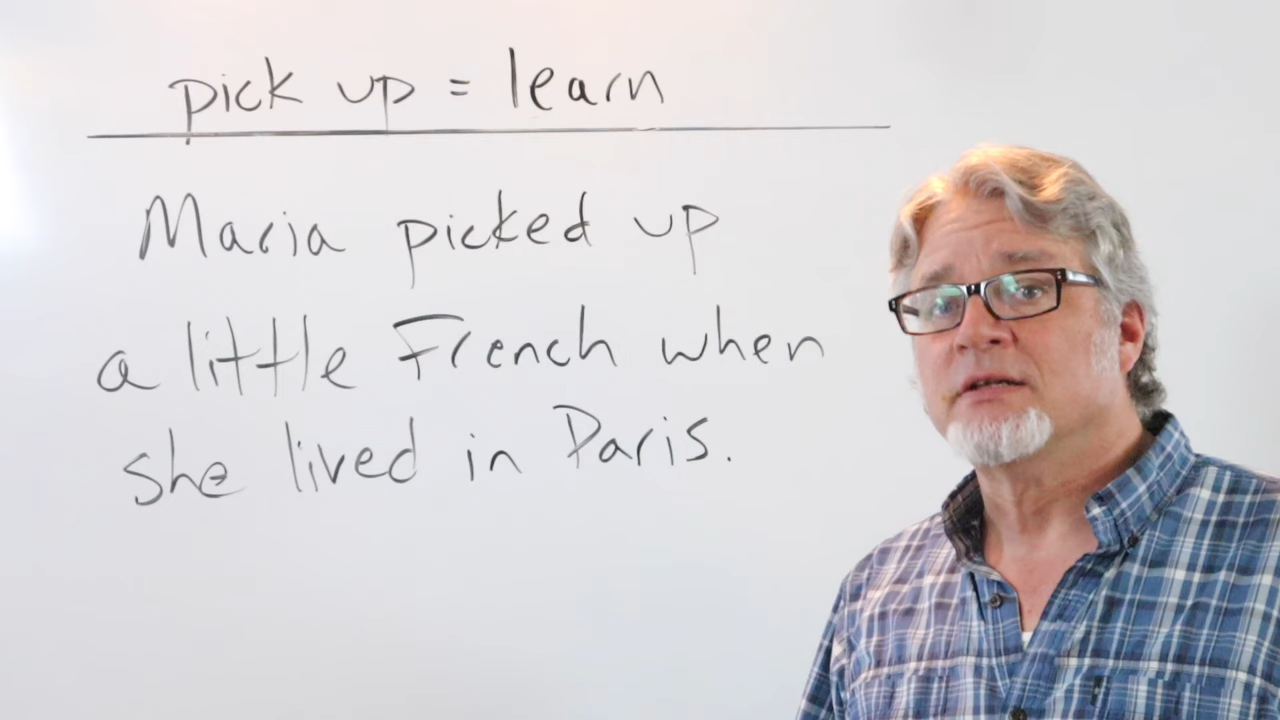 pick up = learn
Maria picked up
a little French when
she lived in Paris.